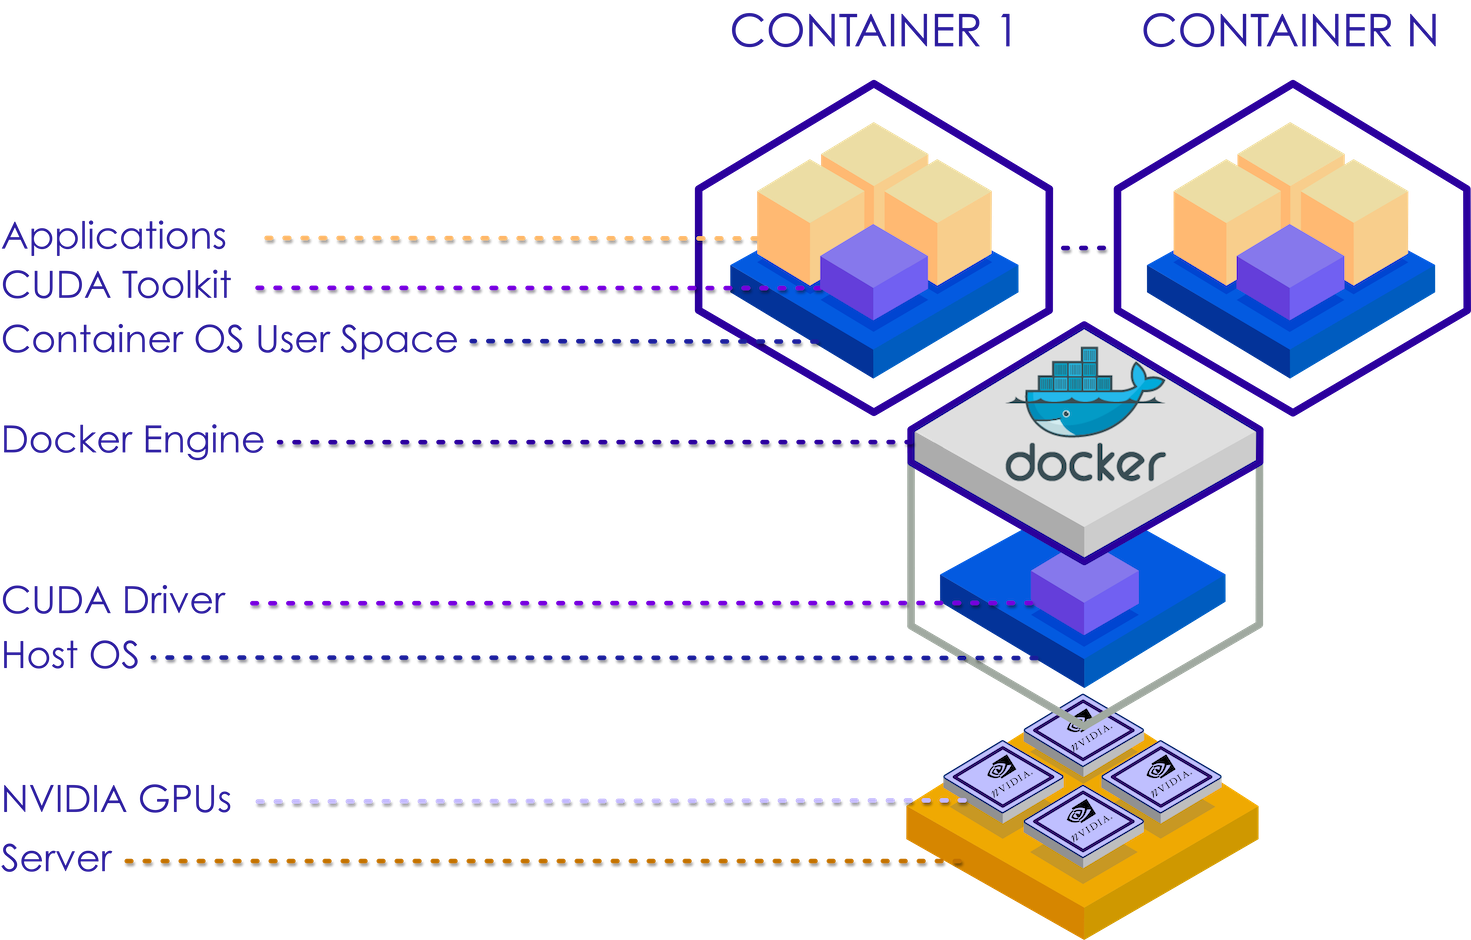 CONTAINER 1
CONTAINER N
Applications
CUDA Toolkit
Container OS User Space
Docker Engine
docker
CUDA Driver
Host OS
NVIDIA.
NVIDIA.
NVIDIA.
NVIDIA.
NVIDIA GPUs
Server